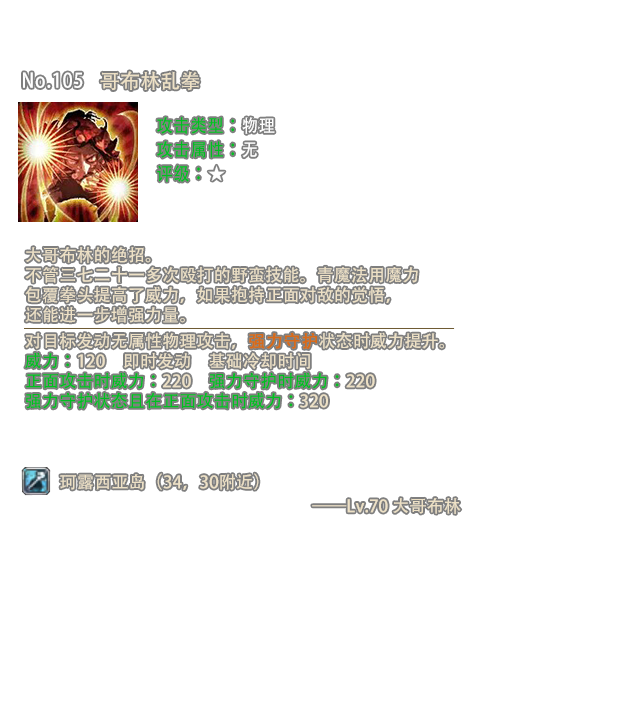 No.105 哥布林乱拳
攻击类型：物理
攻击属性：无
评级：★
大哥布林的绝招。
不管三七二十一多次殴打的野蛮技能。青魔法用魔力
包覆拳头提高了威力，如果抱持正面对敌的觉悟，
还能进一步增强力量。
对目标发动无属性物理攻击，强力守护状态时威力提升。
威力：120 即时发动 基础冷却时间
正面攻击时威力：220 强力守护时威力：220
强力守护状态且在正面攻击时威力：320
珂露西亚岛（34，30附近）
——Lv.70 大哥布林